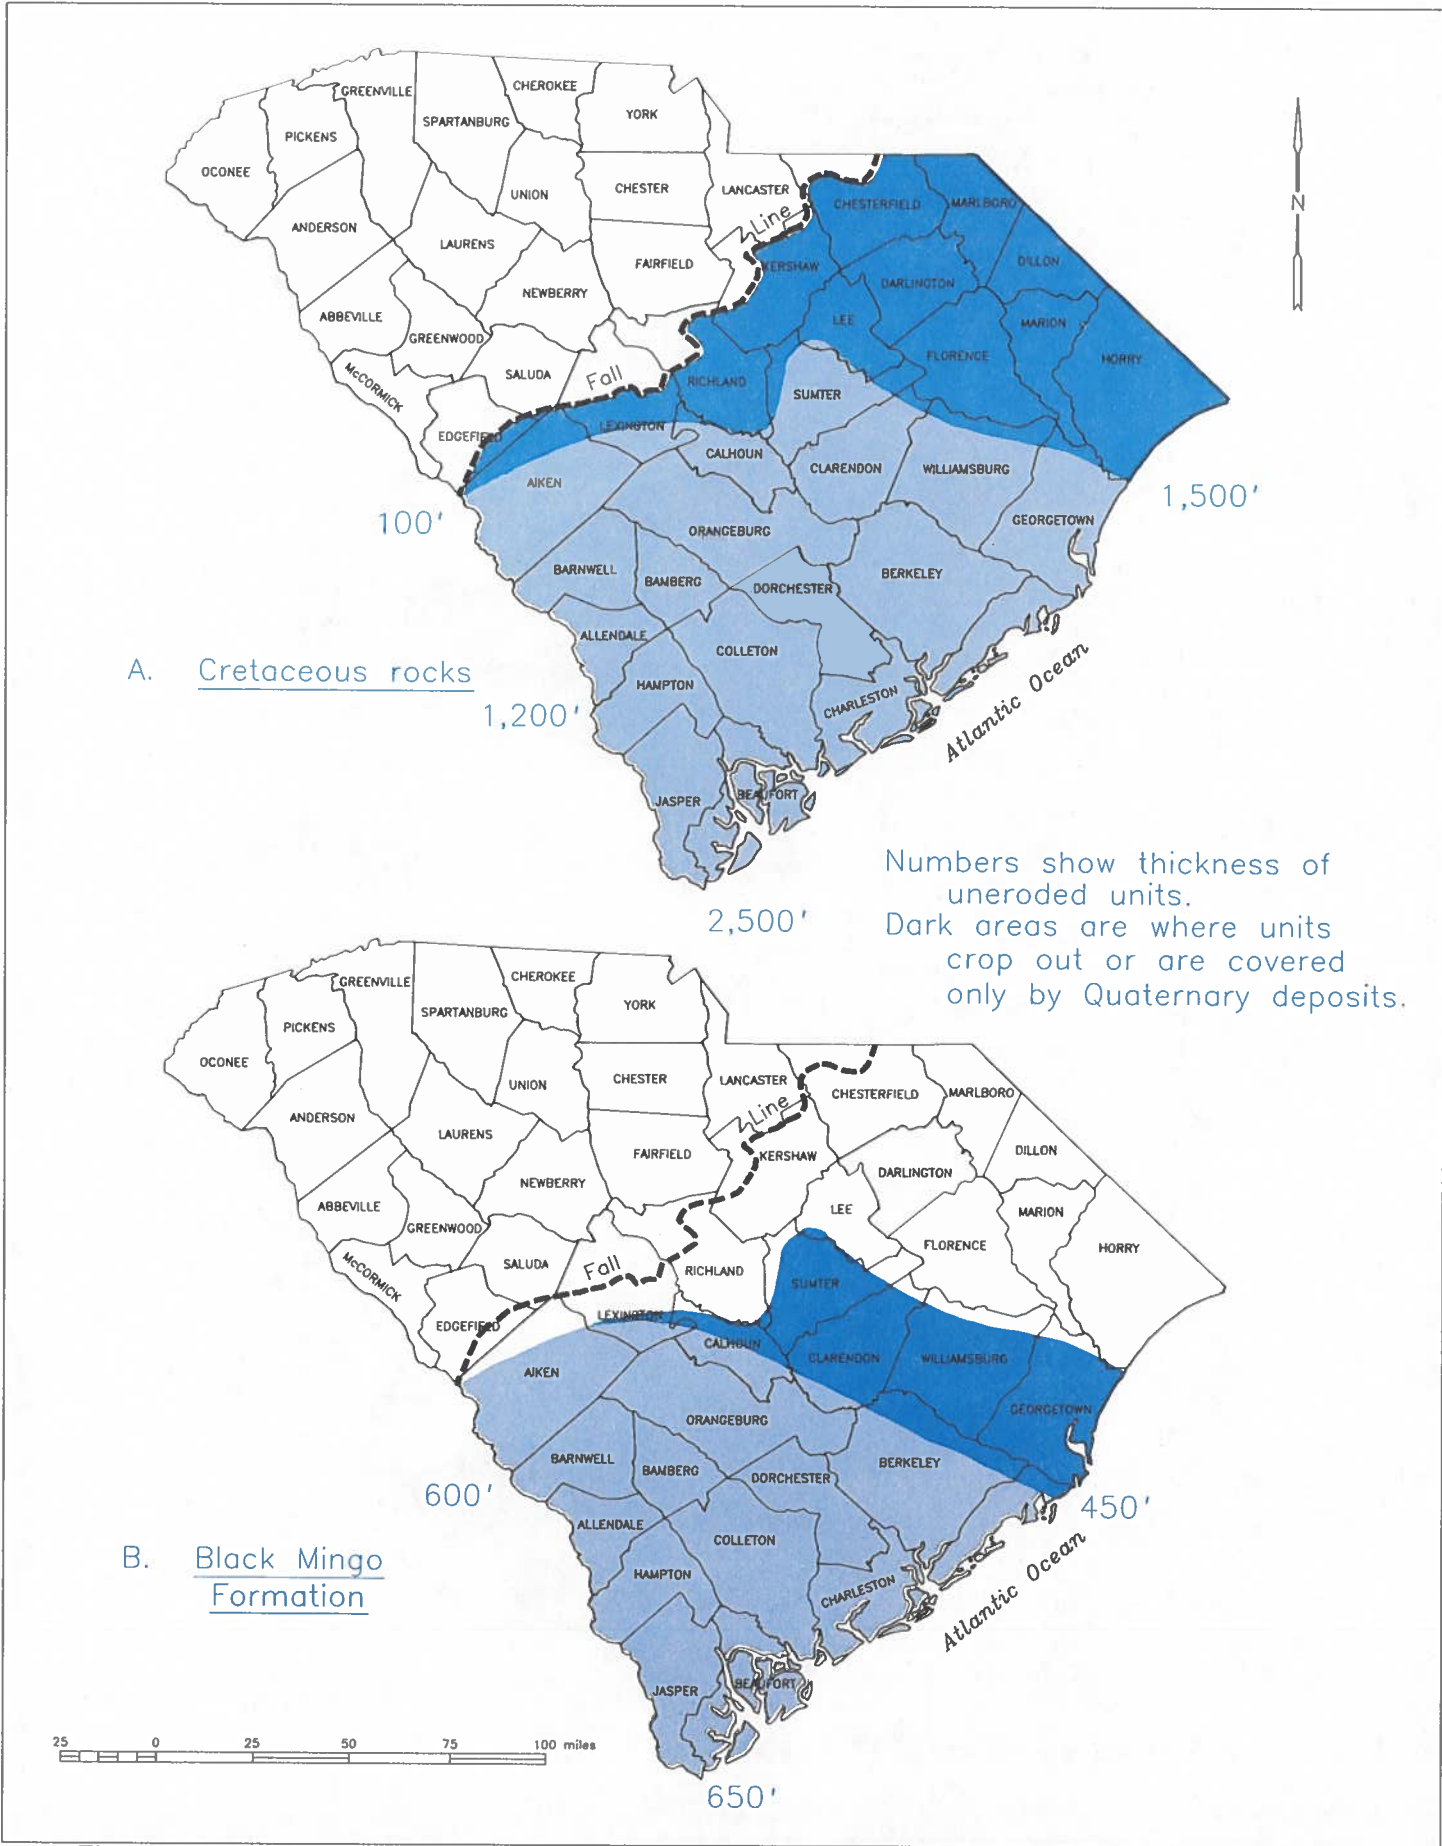 CHEROKEE
GREENVILLE
YORK
SPARTANBURG
PICKENS
OCONEE
UNION
CHESTER
LANCASTER
CHESTERFIELD
MARLBORO
N
ANDERSON
Line
LAURENS
FAIRFIELD
KERSHAW
DILLON
DARLINGTON
NEWBERRY
ABBEVILLE
LEE
MARION
GREENWOOD
FLORENCE
HORRY
SALUDA
Fall
RICHLAND
McCORMICK
SUMTER
LEXINGTON
EDGEFIELD
CALHOUN
CLARENDON
WILLIAMSBURG
AIKEN
1,500'
100'
GEORGETOWN
ORANGEBURG
BARNWELL
BAMBERG
BERKELEY
DORCHESTER
ALLENDALE
COLLETON
A. Cretaceous rocks
HAMPTON
CHARLESTON
Atlantic Ocean
1,200'
JASPER
BEAUFORT
2,500'
Numbers show thickness of
uneroded units.
Dark areas are where units
crop out or are covered
only by Quaternary deposits.
CHEROKEE
GREENVILLE
YORK
SPARTANBURG
PICKENS
OCONEE
UNION
CHESTER
LANCASTER
CHESTERFIELD
MARLBORO
ANDERSON
Line
LAURENS
FAIRFIELD
KERSHAW
DILLON
DARLINGTON
NEWBERRY
ABBEVILLE
LEE
MARION
GREENWOOD
FLORENCE
HORRY
SALUDA
Fall
RICHLAND
McCORMICK
SUMTER
LEXINGTON
EDGEFIELD
CALHOUN
CLARENDON
WILLIAMSBURG
AIKEN
GEORGETOWN
ORANGEBURG
BARNWELL
BAMBERG
BERKELEY
DORCHESTER
600'
450'
ALLENDALE
COLLETON
B. Black Mingo
Formation
HAMPTON
CHARLESTON
Atlantic Ocean
JASPER
BEAUFORT
25 0 25 50 75 100 miles
650'